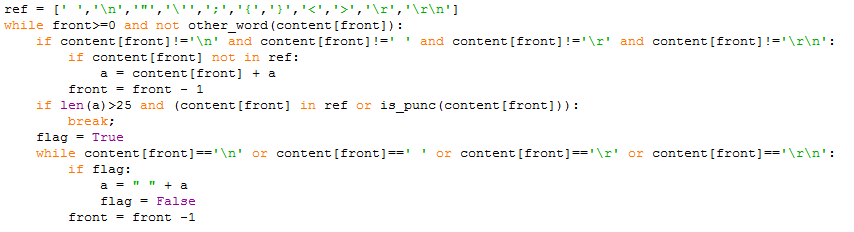 ref = [' ','\n','"','\'',';','{','}','<','>','\r','\r\n']
while front>=0 and not other_word(content[front]):
    if content[front]!='\n' and content[front]!=' ' and content[front]!='\r' and content[front]!='\r\n':
        if content[front] not in ref:
            a = content[front] + a
        front = front - 1
    if len(a)>25 and (content[front] in ref or is_punc(content[front])):
        break;
    flag = True
    while content[front]=='\n' or content[front]==' ' or content[front]=='\r' or content[front]=='\r\n':
        if flag:
            a = " " + a
            flag = False
        front = front -1